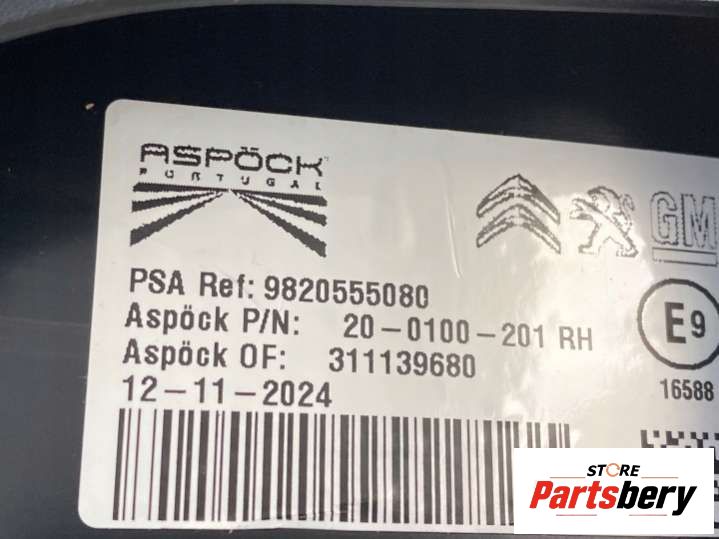 ASPÖCK
PORTUGAL
GM
PSA Ref: 9820555080
Aspöck P/N: 20-0100-201 RH
Aspöck OF: 311139680
12-11-2024
E9
16588
STORE
Partsbery